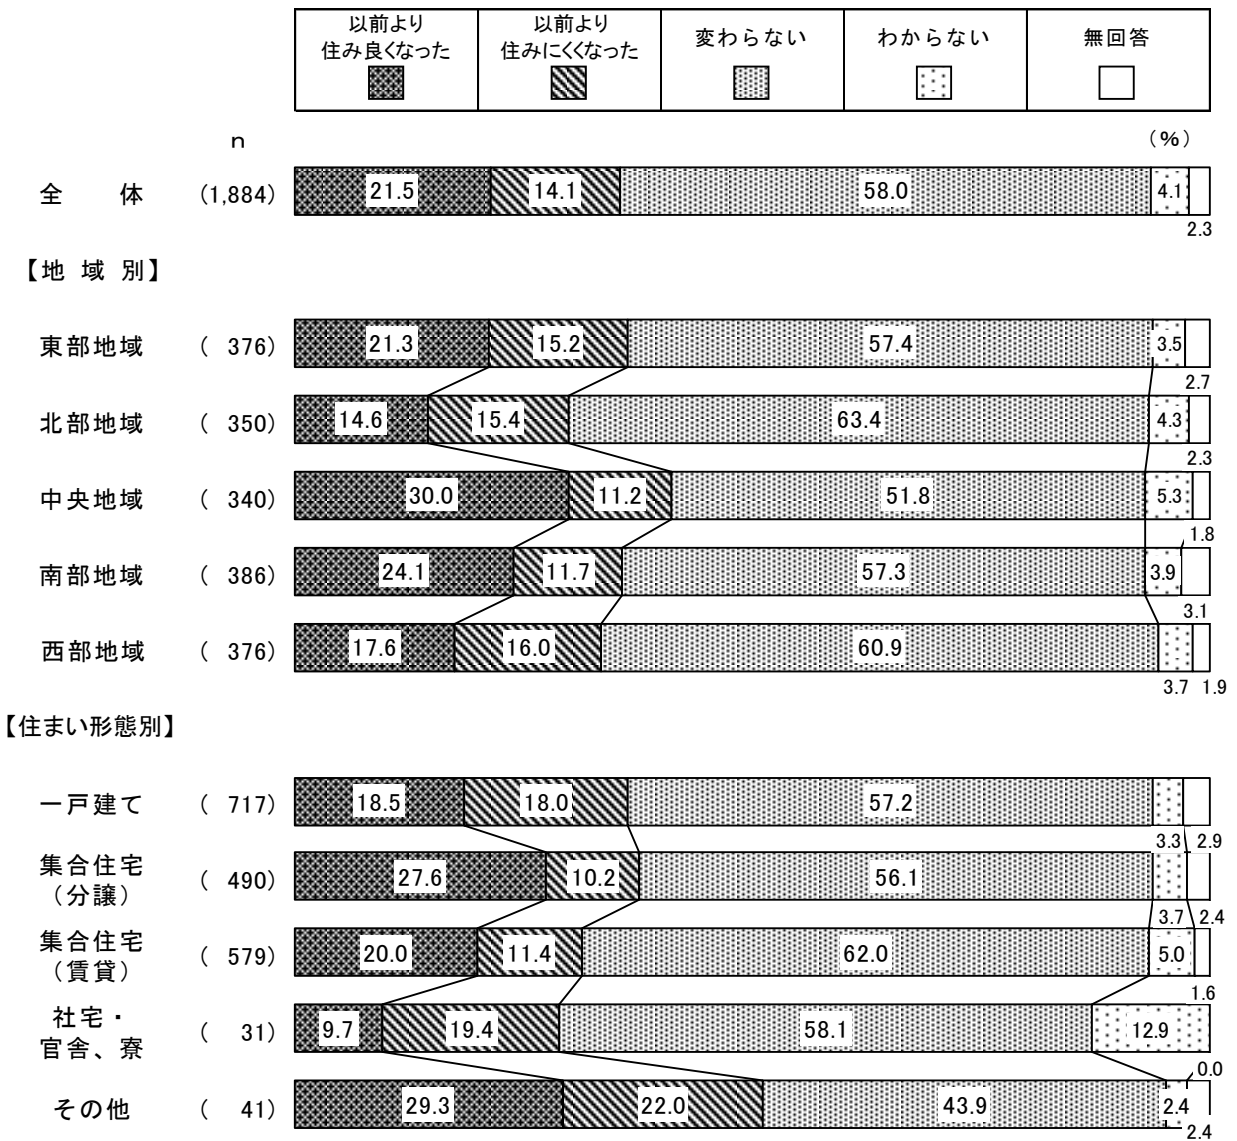 以前より
住み良くなった
以前より
住みにくくなった
変わらない
わからない
無回答
n
(%)
全 体 (1,884) 21.5 14.1 58.0 4.1
2.3
【地 域 別】
東部地域 ( 376) 21.3 15.2 57.4 3.5
2.7
北部地域 ( 350) 14.6 15.4 63.4 4.3
2.3
中央地域 ( 340) 30.0 11.2 51.8 5.3
1.8
南部地域 ( 386) 24.1 11.7 57.3 3.9
3.1
西部地域 ( 376) 17.6 16.0 60.9
3.7 1.9
【住まい形態別】
一戸建て ( 717) 18.5 18.0 57.2
3.3 2.9
集合住宅
(分譲) ( 490) 27.6 10.2 56.1
3.7 2.4
集合住宅
(賃貸) ( 579) 20.0 11.4 62.0 5.0
1.6
社宅・
官舎、寮 ( 31) 9.7 19.4 58.1 12.9
0.0
その他 ( 41) 29.3 22.0 43.9 2.4
2.4